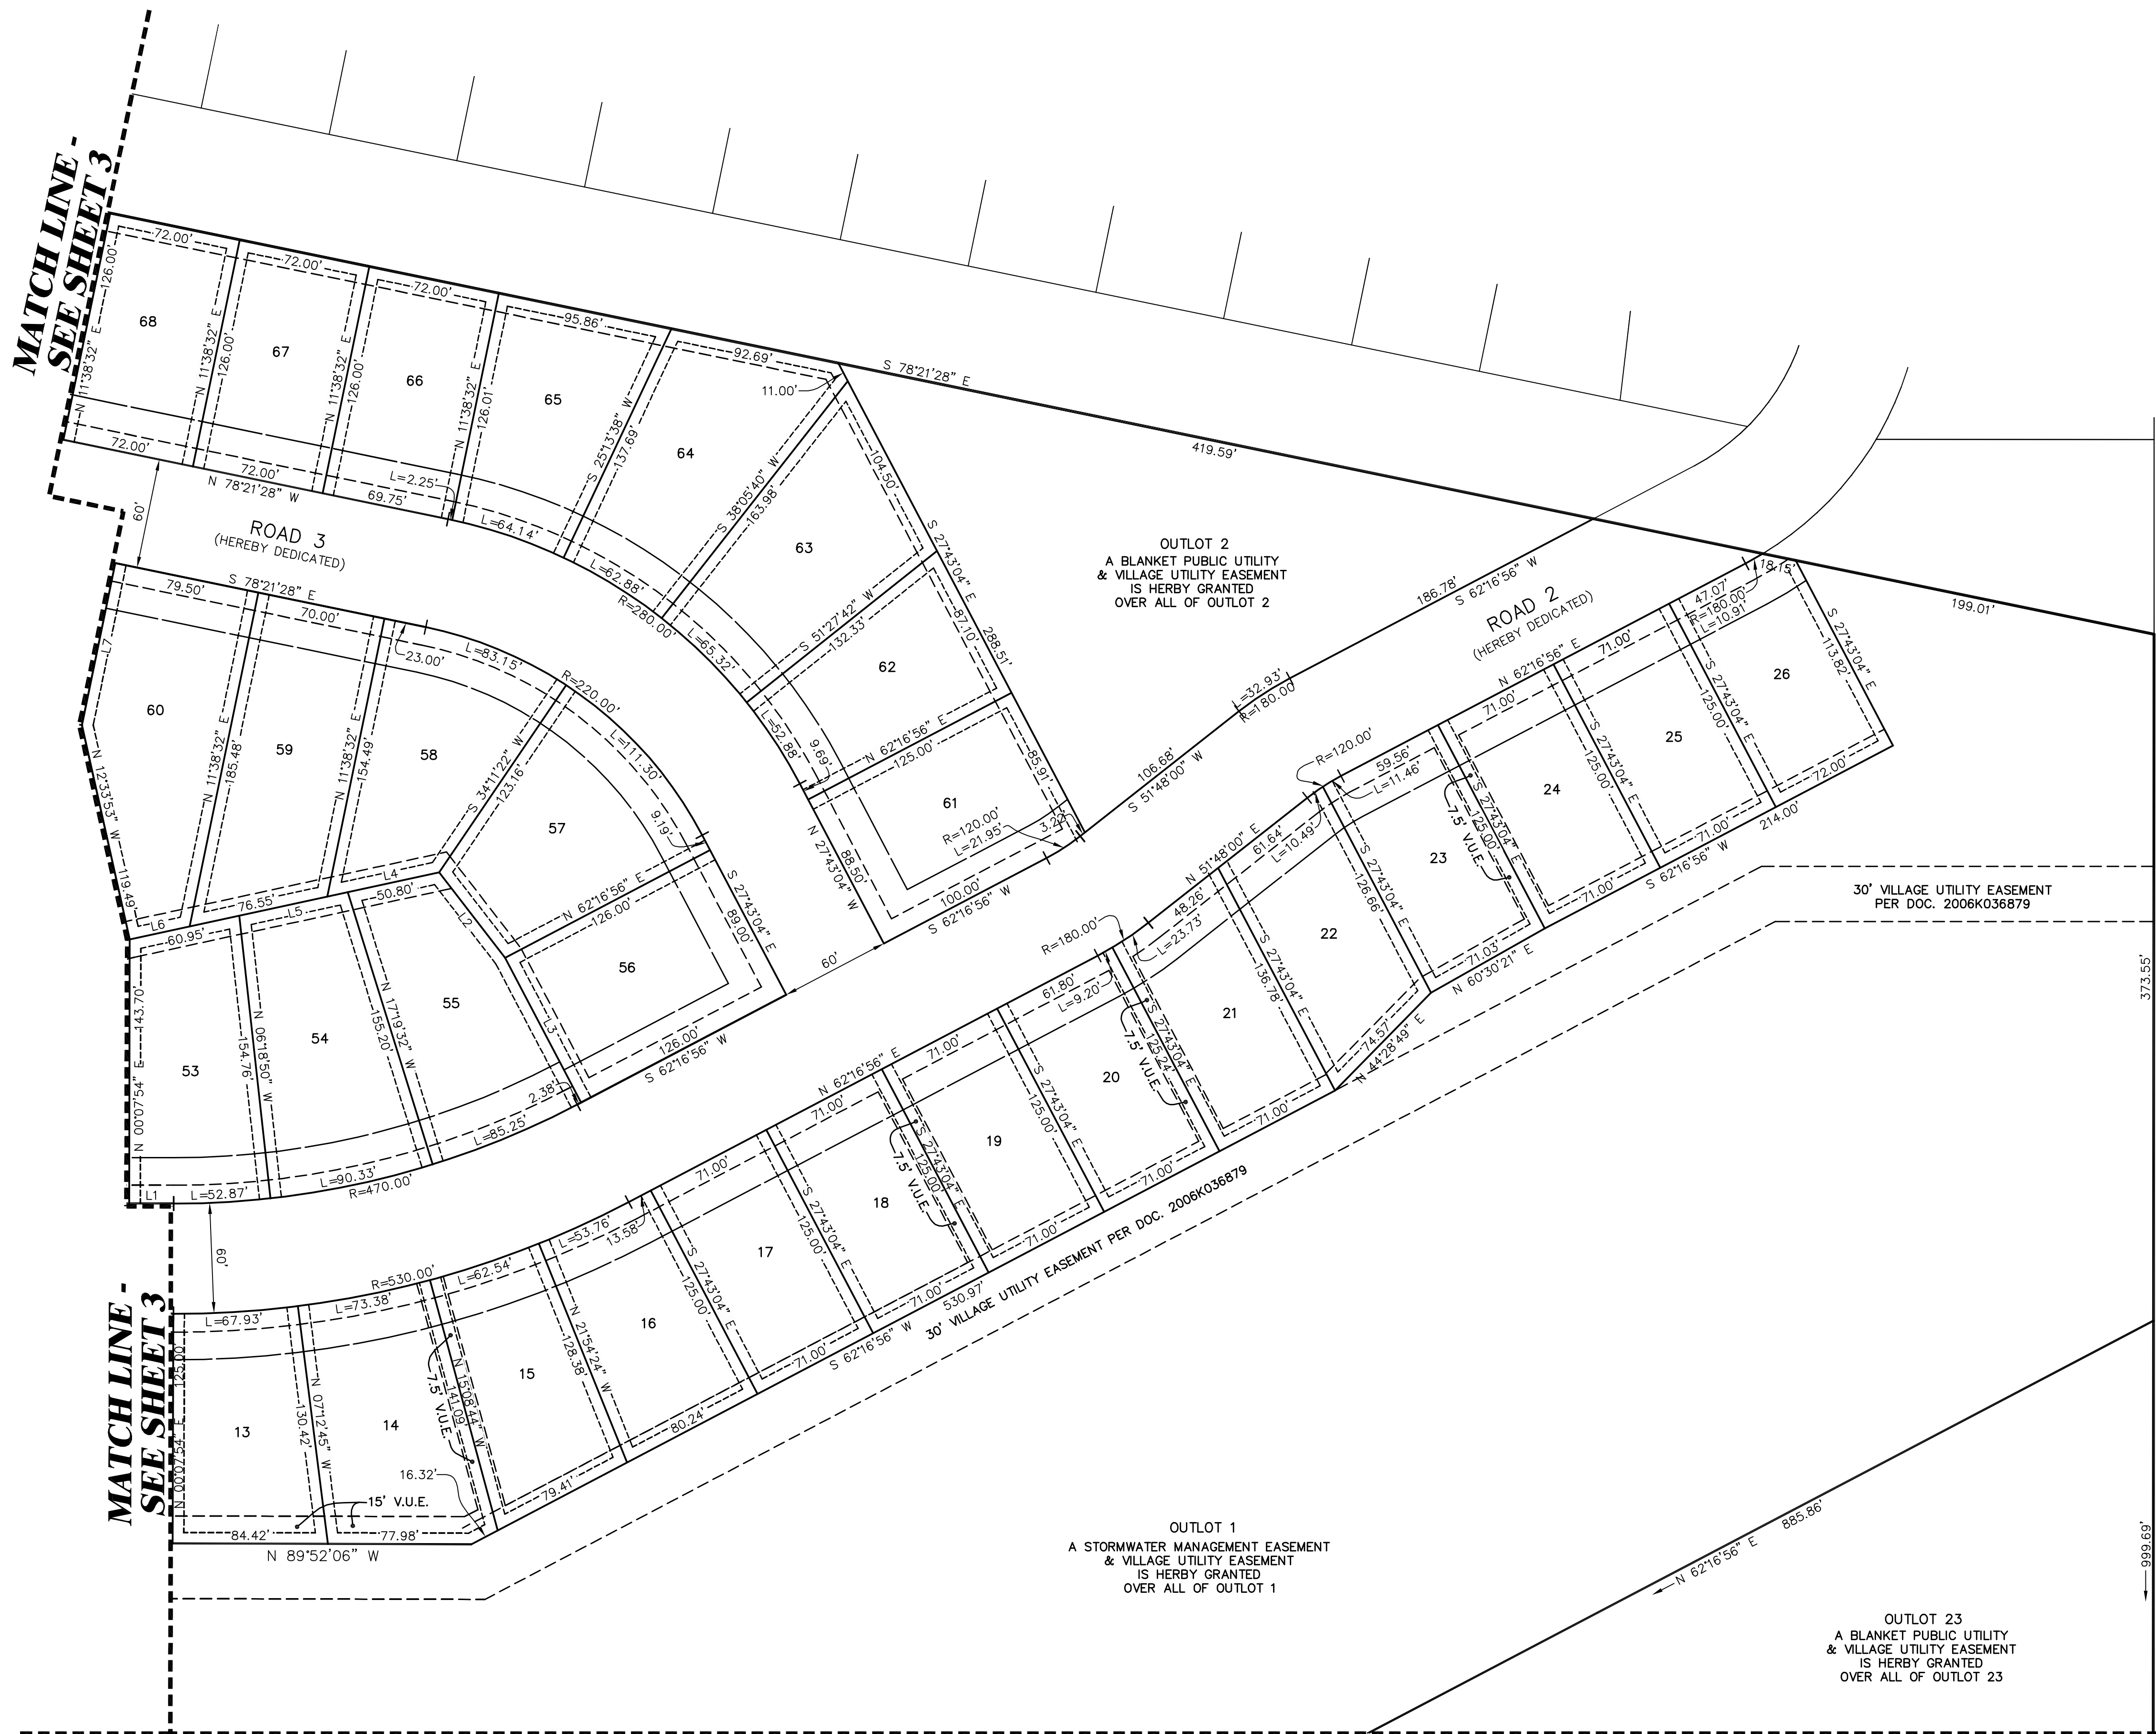 MATCH LINE -
SEE SHEET 3
72.00'
72.00'
72.00'
95.86'
92.69'
S 78°21'28" E
419.59'
199.01'
11.00'
N 11°38'32" E
126.00'
68
N 11°38'32" E
126.00'
67
N 11°38'32" E
126.00'
66
N 11°38'32" E
126.01'
65
S 25°13'38" W
137.69'
64
S 38°05'40" W
163.98'
63
104.50'
S 27°43'04" E
288.51'
S 51°27'42" W
132.33'
62
87.10'
N 62°16'56" E
125.00'
61
85.91'
72.00'
72.00'
N 78°21'28" W
69.75'
L=2.25'
L=64.14'
L=62.88'
R=280.00'
L=65.32'
L=52.88'
9.69'
N 27°43'04" W
88.50'
R=120.00'
L=21.95'
3.22'
100.00'
S 62°16'56" W
60'
ROAD 3
(HEREBY DEDICATED)
60'
S 78°21'28" E
79.50'
70.00'
23.00'
L=83.15'
R=220.00'
L=111.30'
9.19'
S 27°43'04" E
89.00'
L7
60
N 12°33'53" W
119.49'
N 11°38'32" E
185.48'
59
N 11°38'32" E
154.49'
58
S 34°11'22" W
123.16'
57
N 62°16'56" E
126.00'
56
126.00'
S 62°16'56" W
L6
76.55'
L4
60.95'
L5
50.80'
L2
L3
N 00°07'54" E
143.70'
53
N 06°18'50" W
154.76'
54
N 17°19'32" W
155.20'
55
2.38'
L1
L=52.87'
L=90.33'
R=470.00'
L=85.25'
60'
OUTLOT 2
A BLANKET PUBLIC UTILITY
& VILLAGE UTILITY EASEMENT
IS HERBY GRANTED
OVER ALL OF OUTLOT 2
106.68'
S 51°48'00" W
L=32.93'
R=180.00'
186.78'
S 62°16'56" W
ROAD 2
(HEREBY DEDICATED)
18.15'
47.07'
R=180.00'
L=10.91'
71.00'
N 62°16'56" E
71.00'
R=120.00'
59.56'
L=11.46'
N 51°48'00" E
61.64'
L=10.49'
48.26'
L=23.73'
R=180.00'
61.80'
L=9.20'
71.00'
N 62°16'56" E
71.00'
71.00'
13.58'
L=53.76'
L=62.54'
R=530.00'
L=73.38'
L=67.93'
26
S 27°43'04" E
113.82'
25
S 27°43'04" E
125.00'
24
S 27°43'04" E
125.00'
23
S 27°43'04" E
125.00'
7.5' V.U.E.
22
S 27°43'04" E
126.66'
21
S 27°43'04" E
136.78'
20
S 27°43'04" E
125.24'
7.5' V.U.E.
19
S 27°43'04" E
125.00'
18
S 27°43'04" E
125.00'
7.5' V.U.E.
17
S 27°43'04" E
125.00'
16
S 27°43'04" E
125.00'
15
N 21°54'24" W
128.38'
14
N 15°08'44" W
141.09'
7.5' V.U.E.
13
N 07°12'45" W
130.42'
N 00°07'54" E
125.00'
MATCH LINE -
SEE SHEET 3
72.00'
214.00'
71.00'
S 62°16'56" W
71.00'
71.03'
N 60°30'21" E
74.57'
N 44°28'49" E
71.00'
71.00'
71.00'
71.00'
530.97'
S 62°16'56" W
71.00'
80.24'
79.41'
16.32'
15' V.U.E.
84.42'
77.98'
N 89°52'06" W
30' VILLAGE UTILITY EASEMENT PER DOC. 2006K036879
30' VILLAGE UTILITY EASEMENT
PER DOC. 2006K036879
373.55'
OUTLOT 1
A STORMWATER MANAGEMENT EASEMENT
& VILLAGE UTILITY EASEMENT
IS HERBY GRANTED
OVER ALL OF OUTLOT 1
N 62°16'56" E
885.86'
999.69'
OUTLOT 23
A BLANKET PUBLIC UTILITY
& VILLAGE UTILITY EASEMENT
IS HERBY GRANTED
OVER ALL OF OUTLOT 23